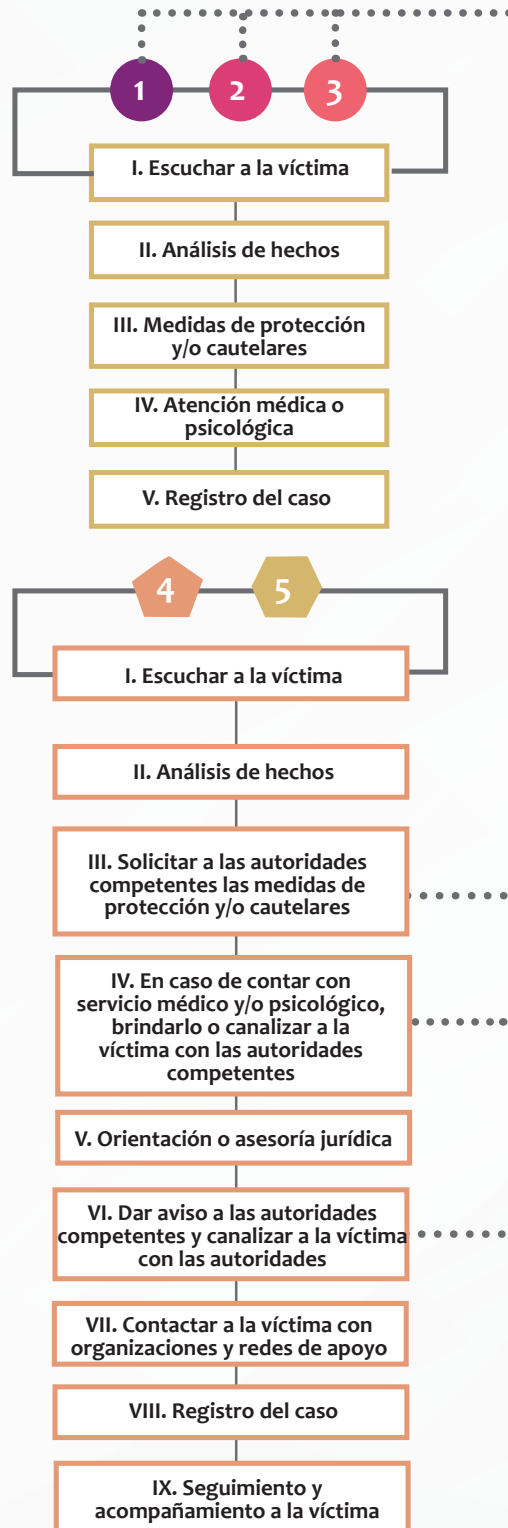 1 2 3
I. Escuchar a la víctima
II. Análisis de hechos
III. Medidas de protección
y/o cautelares
IV. Atención médica o
psicológica
V. Registro del caso
4 5
I. Escuchar a la víctima
II. Análisis de hechos
III. Solicitar a las autoridades
competentes las medidas de
protección y/o cautelares
IV. En caso de contar con
servicio médico y/o psicológico,
brindarlo o canalizar a la
víctima con las autoridades
competentes
V. Orientación o asesoría jurídica
VI. Dar aviso a las autoridades
competentes y canalizar a la víctima
con las autoridades
VII. Contactar a la víctima con
organizaciones y redes de apoyo
VIII. Registro del caso
IX. Seguimiento y
acompañamiento a la víctima